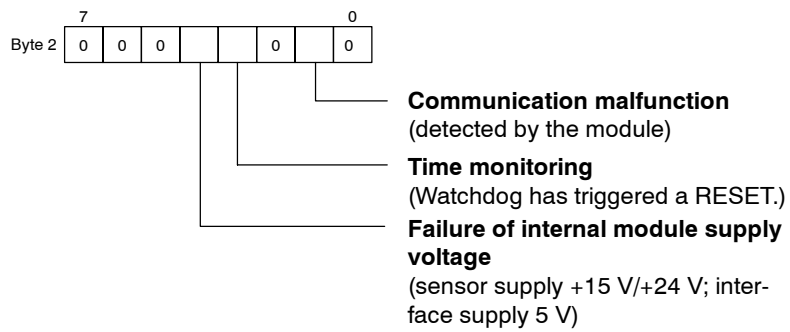 7 0
Byte 2 0 0 0 0 0
Communication malfunction
(detected by the module)
Time monitoring
(Watchdog has triggered a RESET.)
Failure of internal module supply
voltage
(sensor supply +15 V/+24 V; inter-
face supply 5 V)